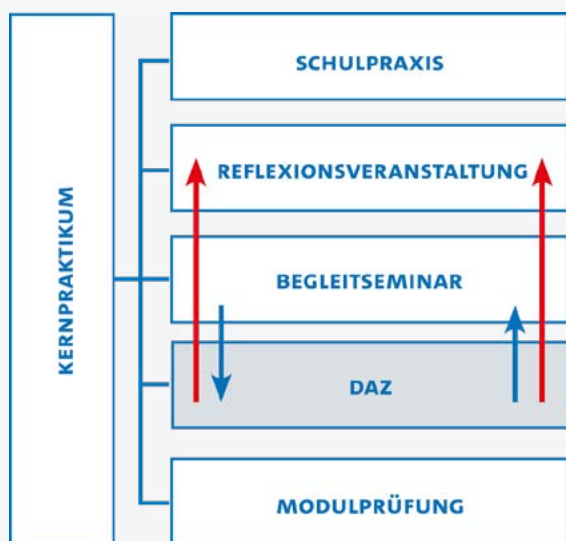 KERNPRAKTIKUM
SCHULPRAXIS
REFLEXIONSVERANSTALTUNG
BEGLEITSEMINAR
DAZ
MODULPRÜFUNG